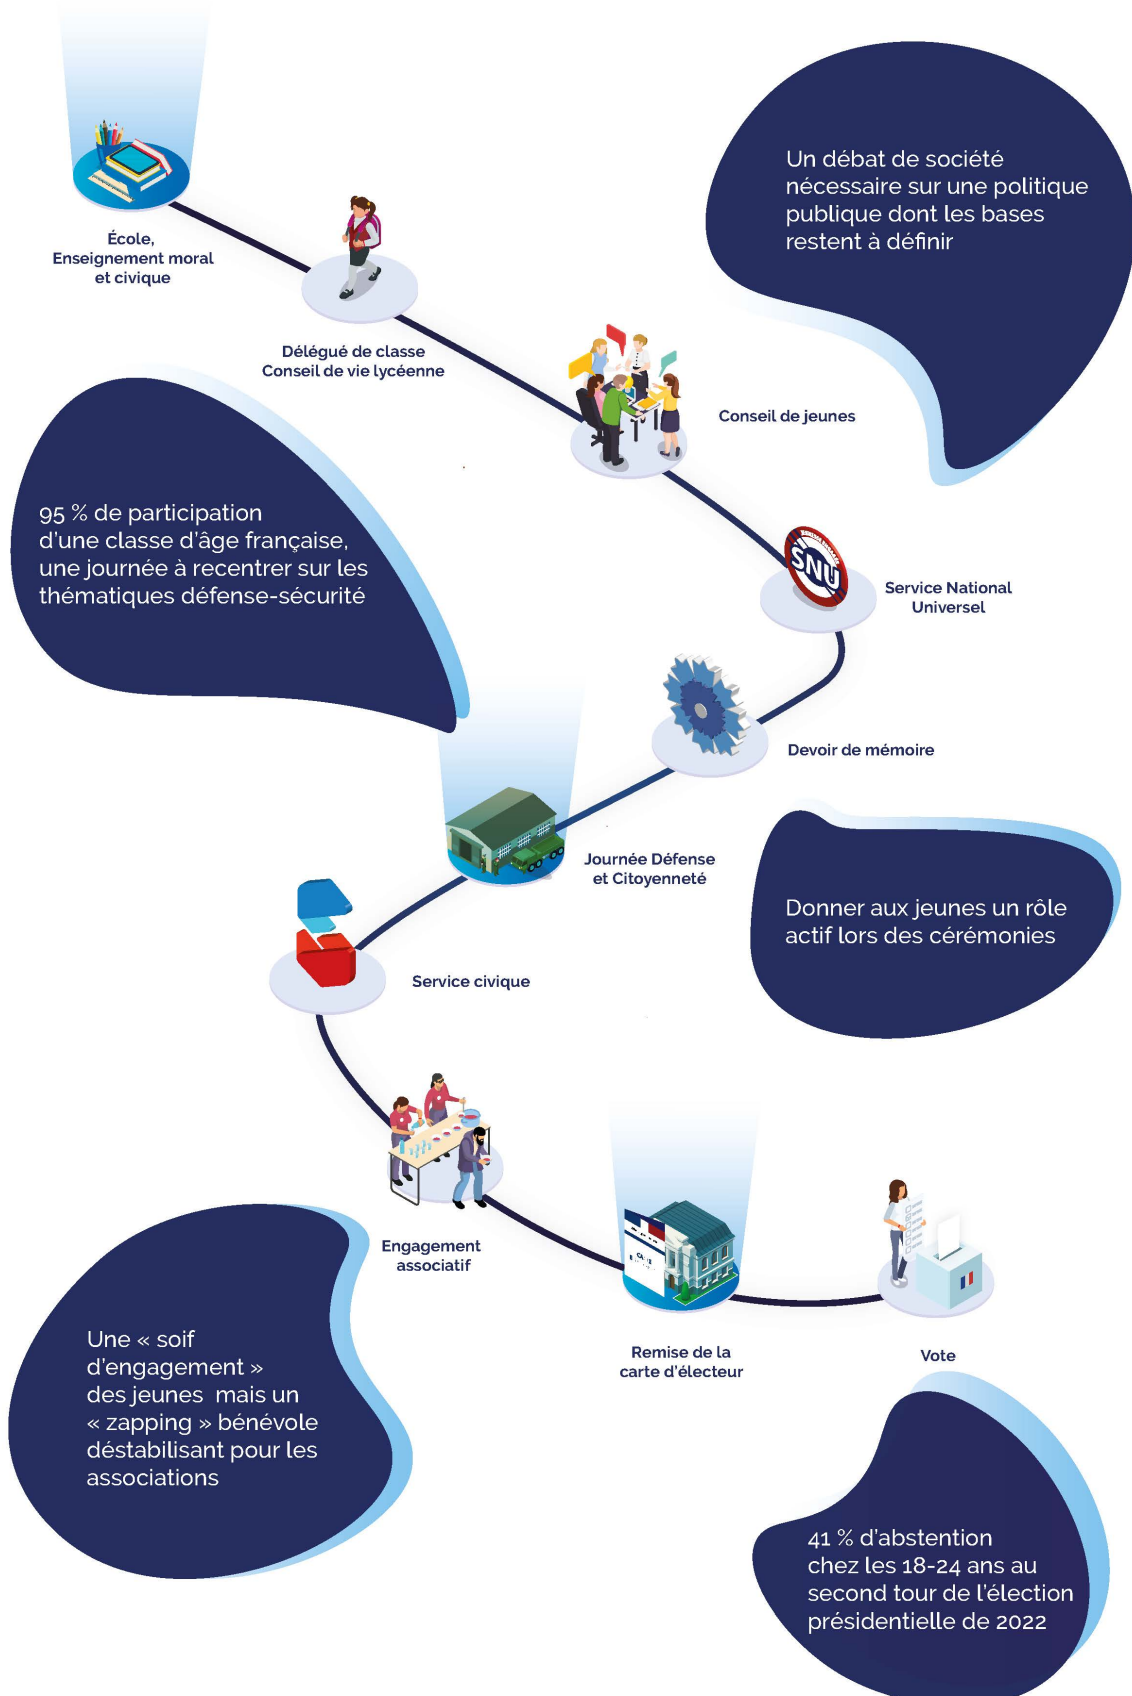 Un débat de société
nécessaire sur une politique
publique dont les bases
restent à définir
École,
Enseignement moral
et civique
Délégué de classe
Conseil de vie lycéenne
Conseil de jeunes
95 % de participation
d'une classe d'âge française,
une journée à recentrer sur les
thématiques défense-sécurité
SNU
Service National
Universel
Devoir de mémoire
Journée Défense
et Citoyenneté
Donner aux jeunes un rôle
actif lors des cérémonies
Service civique
Engagement
associatif
Remise de la
carte d'électeur
Vote
Une « soif
d'engagement »
des jeunes mais un
« zapping » bénévole
déstabilisant pour les
associations
41 % d'abstention
chez les 18-24 ans au
second tour de l'élection
présidentielle de 2022